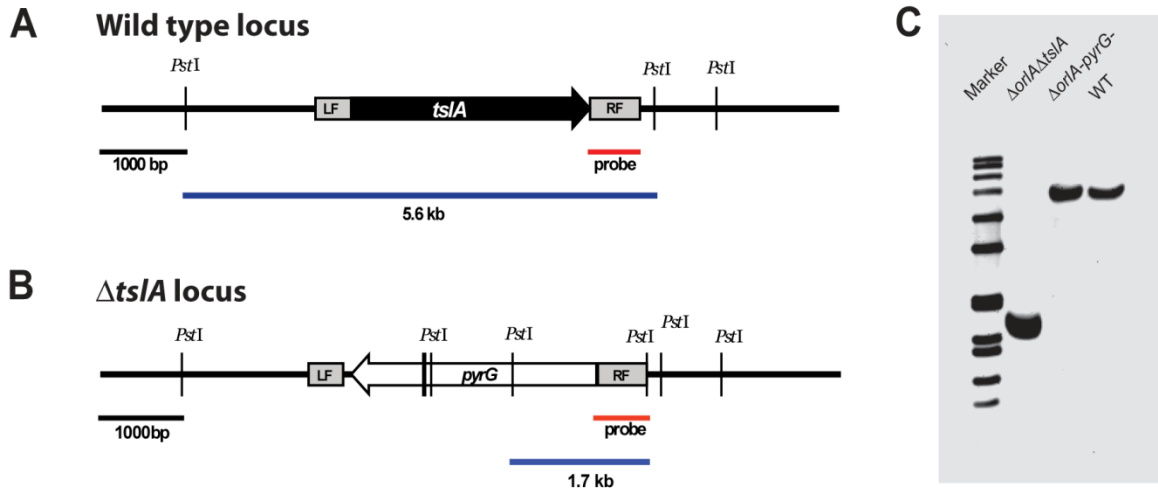 A
Wild type locus
PstI
PstI
PstI
LF
tslA
RF
1000 bp
probe
5.6 kb
B
ΔtslA locus
PstI
PstI
PstI
PstI
PstI
PstI
LF
pyrG
RF
1000bp
probe
1.7 kb
C
Marker
ΔorlAΔtslA
ΔorlA-pyrG-
WT